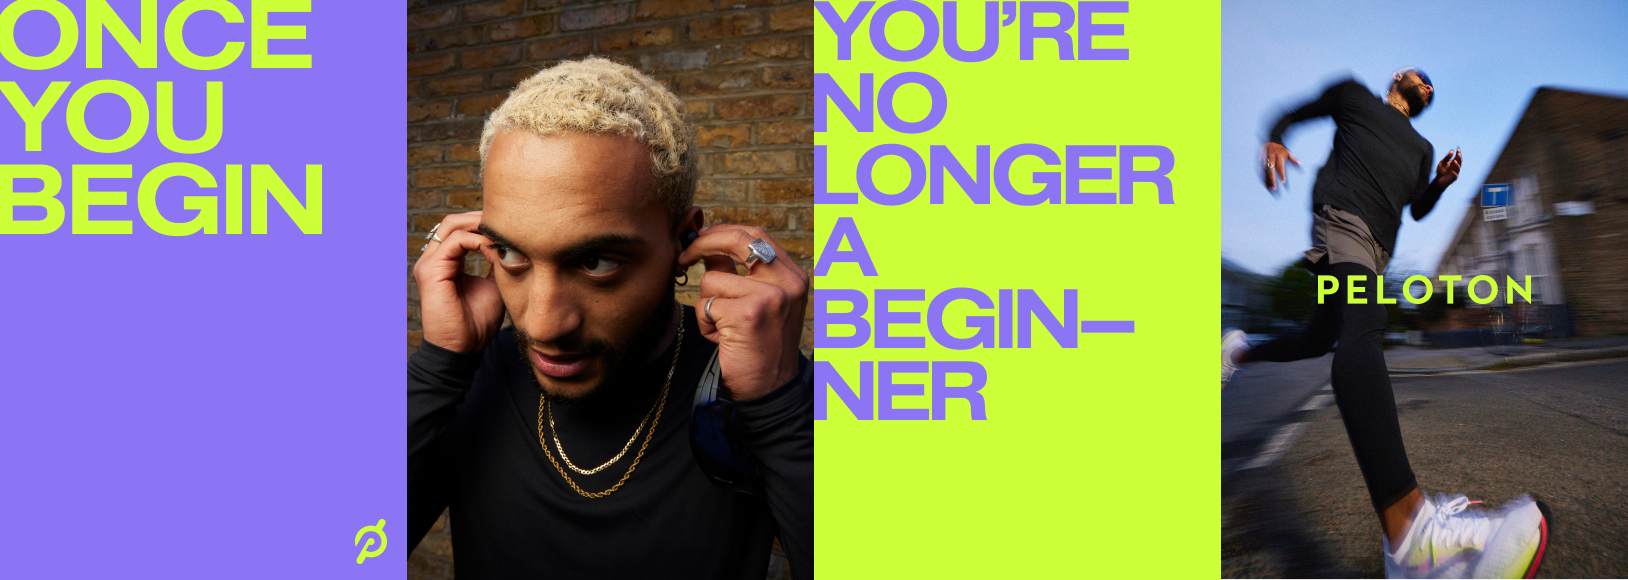 ONCE
YOU
BEGIN
YOU'RE
NO
LONGER
A
BEGIN–
NER
PELOTON
T